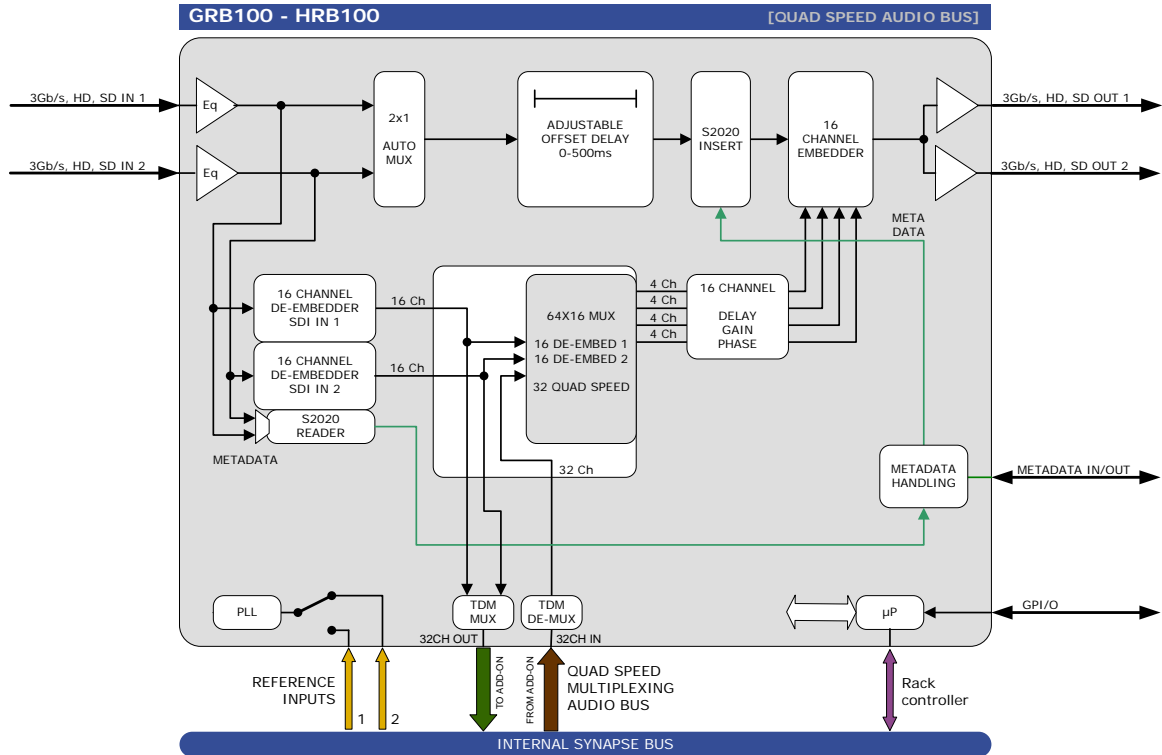 GRB100 - HRB100
[QUAD SPEED AUDIO BUS]
3Gb/s, HD, SD IN 1
Eq
2x1
AUTO
MUX
ADJUSTABLE
OFFSET DELAY
0-500ms
S2020
INSERT
16
CHANNEL
EMBEDDER
3Gb/s, HD, SD OUT 1
3Gb/s, HD, SD IN 2
Eq
3Gb/s, HD, SD OUT 2
META
DATA
16 CHANNEL
DE-EMBEDDER
SDI IN 1
16 Ch
16 CHANNEL
DE-EMBEDDER
SDI IN 2
16 Ch
S2020
READER
METADATA
64X16 MUX
16 DE-EMBED 1
16 DE-EMBED 2
32 QUAD SPEED
32 Ch
4 Ch
4 Ch
4 Ch
4 Ch
16 CHANNEL
DELAY
GAIN
PHASE
METADADA
HANDLING
METADATA IN/OUT
PLL
TDM
MUX
TDM
DE-MUX
µP
GPI/O
32CH OUT
32CH IN
REFERENCE
INPUTS
1
2
TO ADD-ON
FROM ADD-ON
QUAD SPEED
MULTIPLEXING
AUDIO BUS
Rack
controller
INTERNAL SYNAPSE BUS